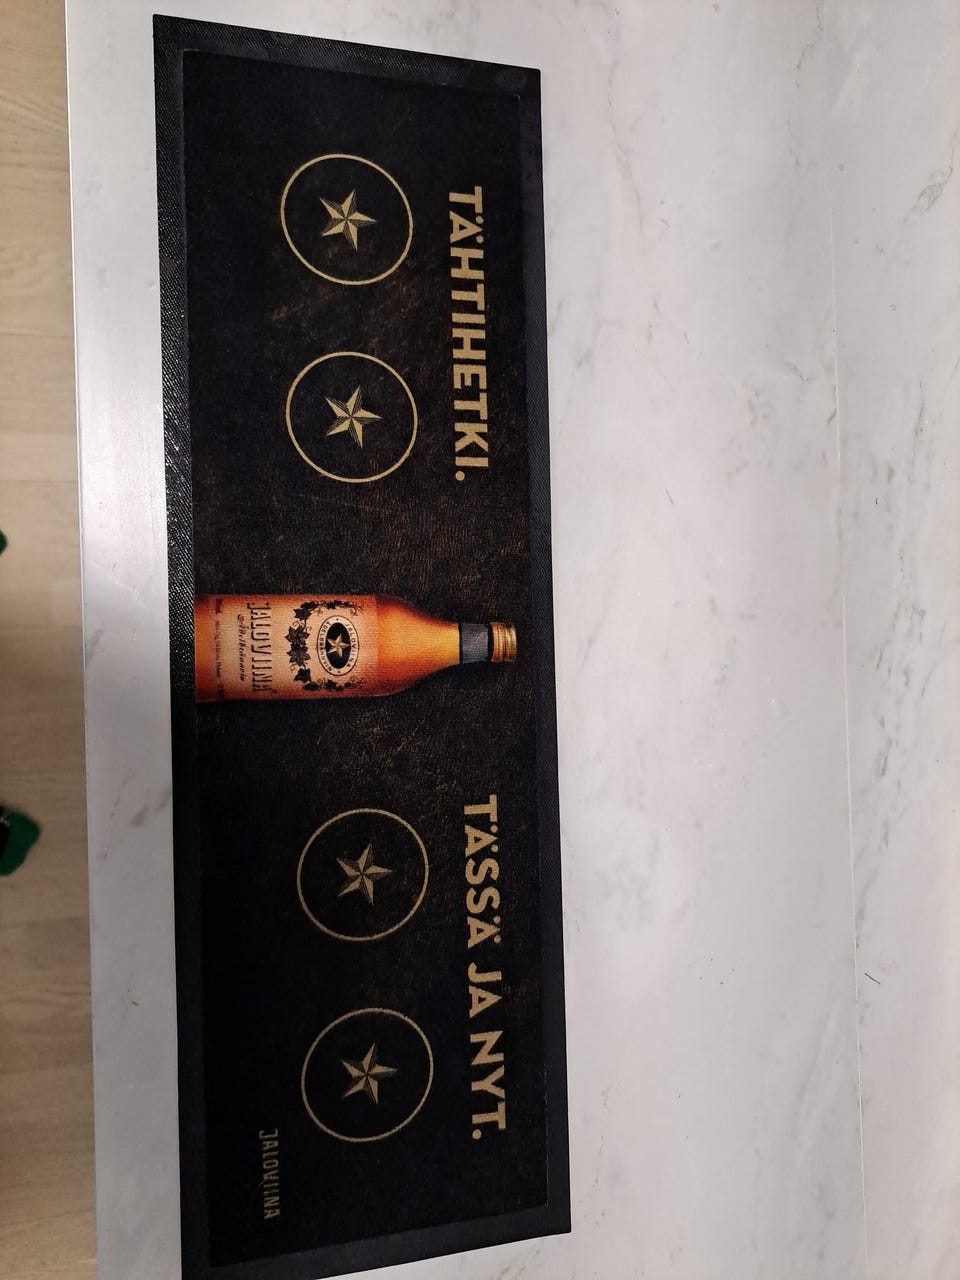 TÄHTIHETKI.
TÄSSÄ JA NYT.
JALOVIINA
JALOVIINA